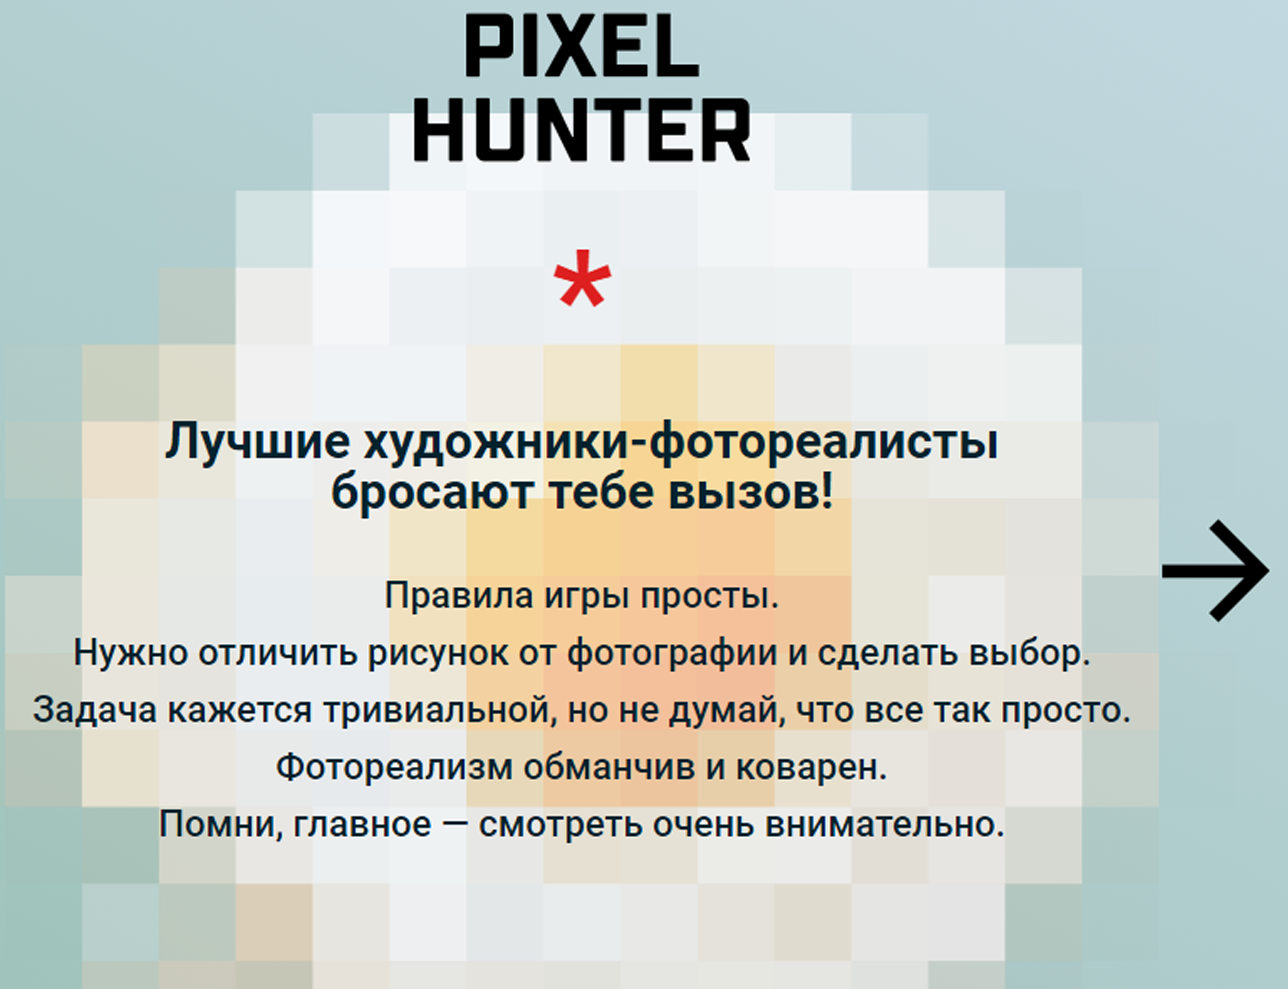 PIXEL
HUNTER
*
Лучшие художники-фотореалисты
бросают тебе вызов!
Правила игры просты.
Нужно отличить рисунок от фотографии и сделать выбор.
Задача кажется тривиальной, но не думай, что все так просто.
Фотореализм обманчив и коварен.
Помни, главное — смотреть очень внимательно.